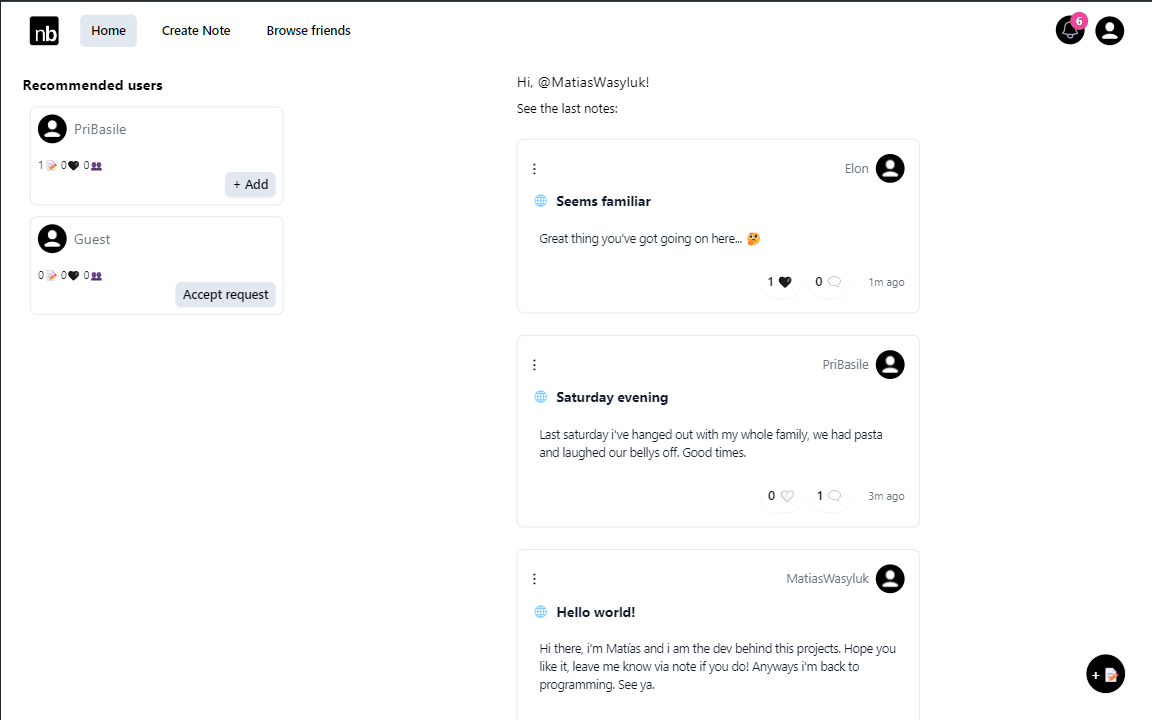 nb
Home
Create Note
Browse friends
6
Recommended users
PriBasile
1📝 0🖤 0👥
+ Add
Guest
0📝 0🖤 0👥
Accept request
Hi, @MatiasWasyluk!
See the last notes:
Elon
🌐 Seems familiar
Great thing you've got going on here... 🤔
1 🖤
0 🗨
1m ago
PriBasile
🌐 Saturday evening
Last saturday i've hanged out with my whole family, we had pasta
and laughed our bellys off. Good times.
0 🤍
1 🗨
3m ago
MatiasWasyluk
🌐 Hello world!
Hi there, i'm Matías and i am the dev behind this projects. Hope you
like it, leave me know via note if you do! Anyways i'm back to
programming. See ya.
+ 📝